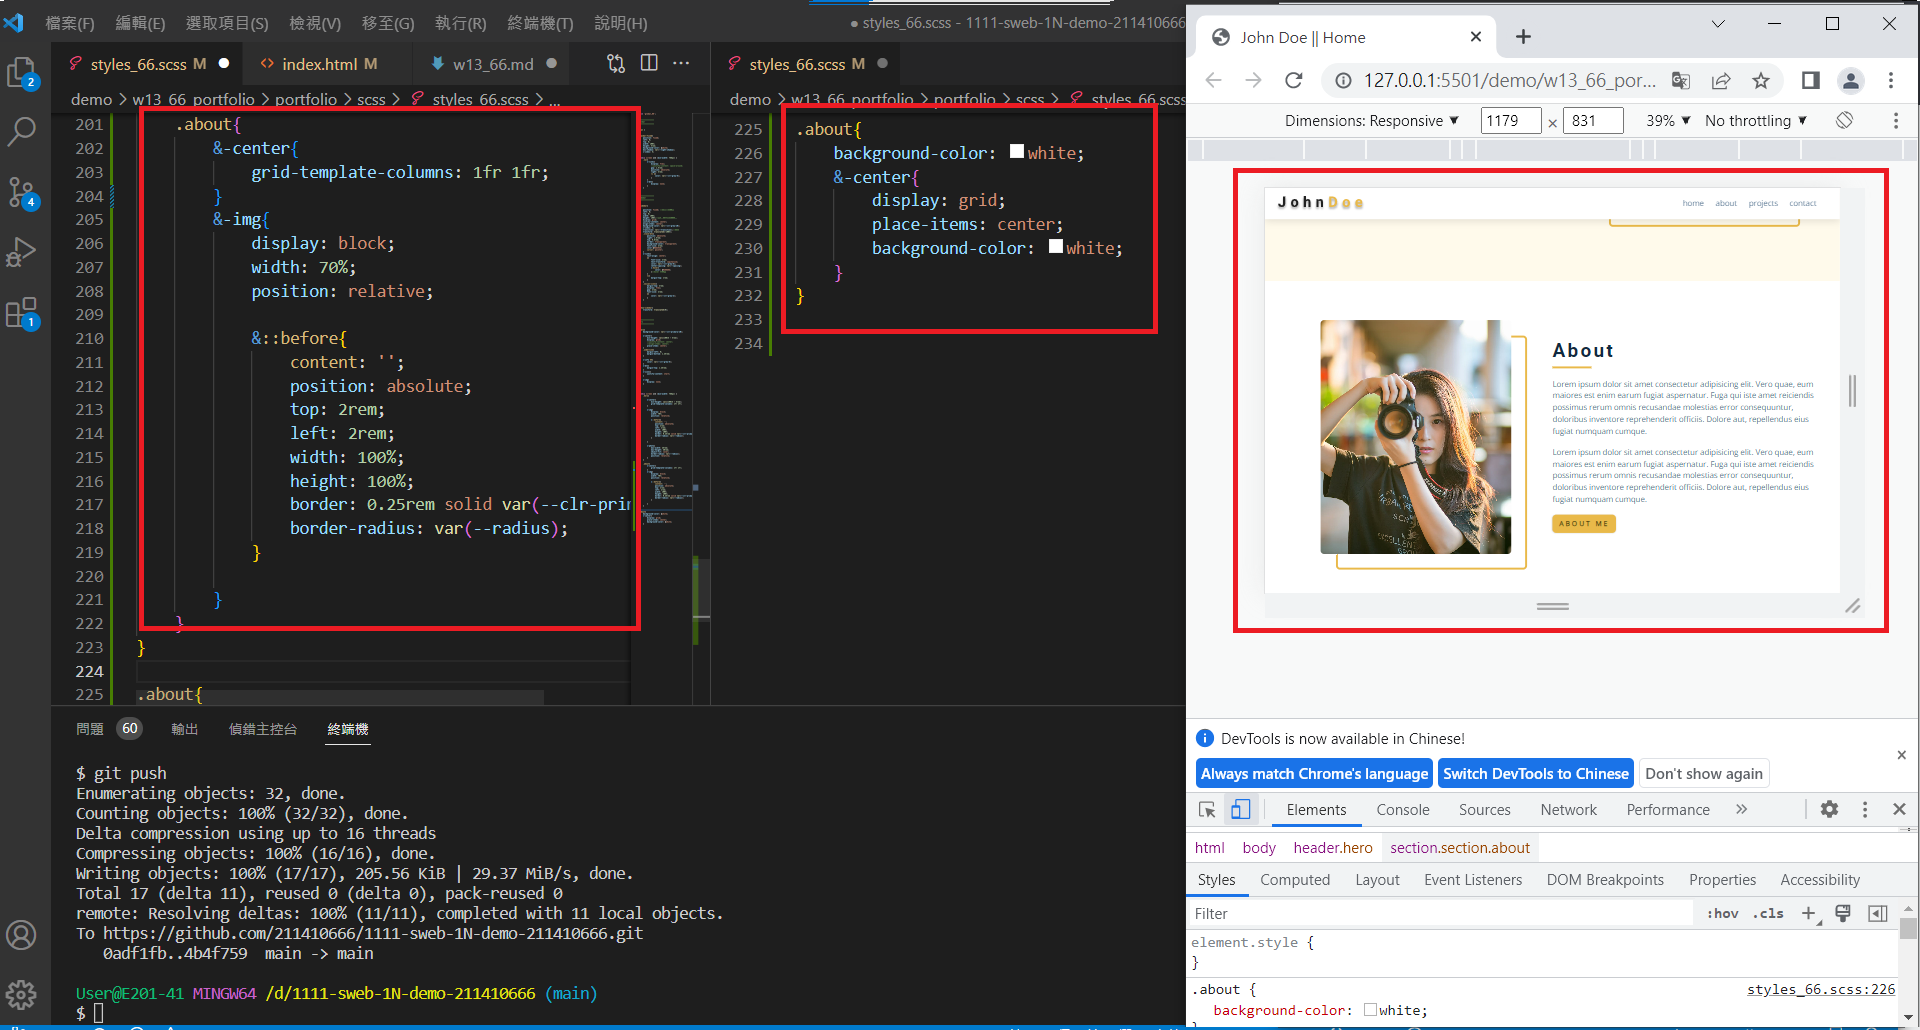 檔案(F) 編輯(E) 選取項目(S) 檢視(V) 移至(G) 執行(R) 終端機(T) 說明(H)
● styles_66.scss - 1111-sweb-1N-demo-211410666
styles_66.scss M ●
index.html M
w13_66.md ●
styles_66.scss M ●
demo > w13_66_portfolio > portfolio > scss > styles_66.scss > ...
demo > w13_66_portfolio > portfolio > scss > styles_66.scss
2
4
1
201 .about{
202 &-center{
203 grid-template-columns: 1fr 1fr;
204 }
205 &-img{
206 display: block;
207 width: 70%;
208 position: relative;
209
210 &::before{
211 content: '';
212 position: absolute;
213 top: 2rem;
214 left: 2rem;
215 width: 100%;
216 height: 100%;
217 border: 0.25rem solid var(--clr-pri
218 border-radius: var(--radius);
219 }
220
221 }
222 }
223 }
224
225 .about{
225 .about{
226 background-color: white;
227 &-center{
228 display: grid;
229 place-items: center;
230 background-color: white;
231 }
232 }
233
234
問題 60 輸出 偵錯主控台 終端機
$ git push
Enumerating objects: 32, done.
Counting objects: 100% (32/32), done.
Delta compression using up to 16 threads
Compressing objects: 100% (16/16), done.
Writing objects: 100% (17/17), 205.56 KiB | 29.37 MiB/s, done.
Total 17 (delta 11), reused 0 (delta 0), pack-reused 0
remote: Resolving deltas: 100% (11/11), completed with 11 local objects.
To https://github.com/211410666/1111-sweb-1N-demo-211410666.git
0adf1fb..4b4f759 main -> main
User@E201-41 MINGW64 /d/1111-sweb-1N-demo-211410666 (main)
$
John Doe || Home
127.0.0.1:5501/demo/w13_66_por...
Dimensions: Responsive ▼ 1179 × 831 39% ▼ No throttling ▼
JohnDoe
home about projects contact
About
Lorem ipsum dolor sit amet consectetur adipisicing elit. Vero quae, eum
maiores est enim earum fugiat aspernatur. Fuga qui iste amet reiciendis
possimus rerum omnis recusandae molestias error consequuntur,
doloribus inventore reprehenderit officiis. Dolore aut, repellendus eius
fugiat numquam cumque.
Lorem ipsum dolor sit amet consectetur adipisicing elit. Vero quae, eum
maiores est enim earum fugiat aspernatur. Fuga qui iste amet reiciendis
possimus rerum omnis recusandae molestias error consequuntur,
doloribus inventore reprehenderit officiis. Dolore aut, repellendus eius
fugiat numquam cumque.
ABOUT ME
DevTools is now available in Chinese!
Always match Chrome's language Switch DevTools to Chinese Don't show again
Elements Console Sources Network Performance »
html body header.hero section.section.about
Styles Computed Layout Event Listeners DOM Breakpoints Properties Accessibility
Filter :hov .cls
element.style {
}
.about { styles_66.scss:226
background-color: white;